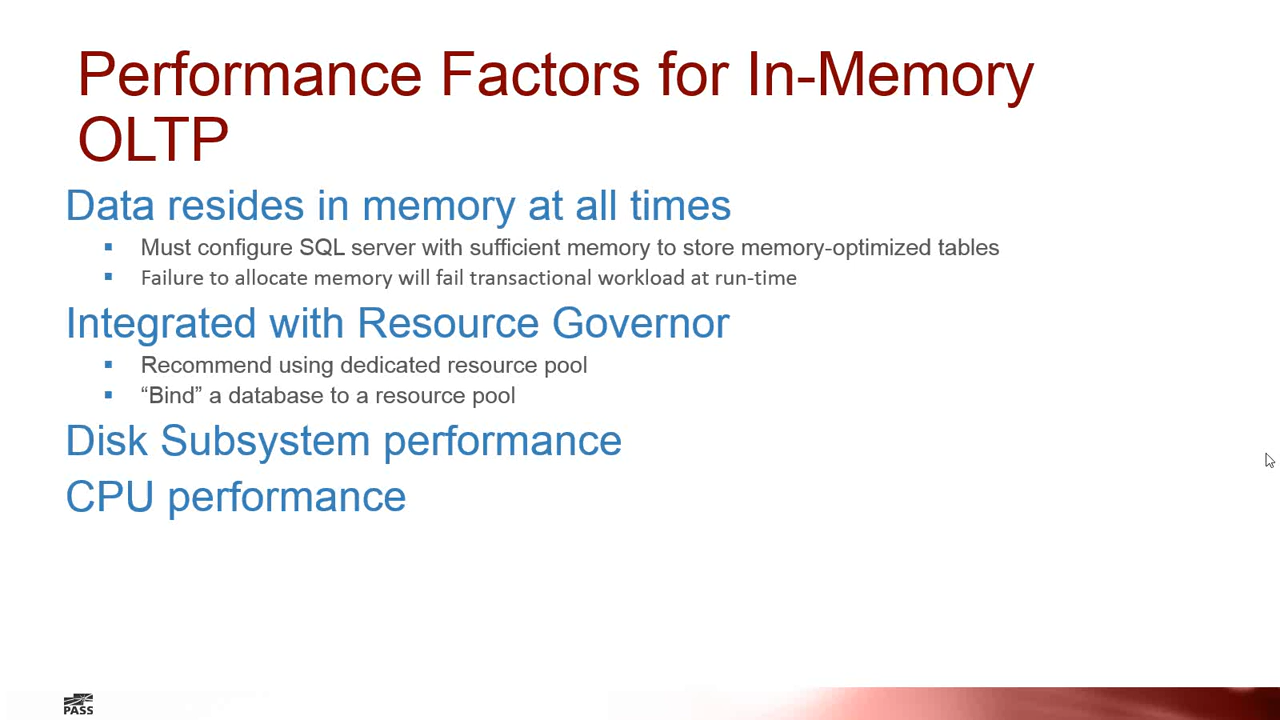 Performance Factors for In-Memory
OLTP
Data resides in memory at all times
Must configure SQL server with sufficient memory to store memory-optimized tables
Failure to allocate memory will fail transactional workload at run-time
Integrated with Resource Governor
Recommend using dedicated resource pool
“Bind” a database to a resource pool
Disk Subsystem performance
CPU performance
PASS